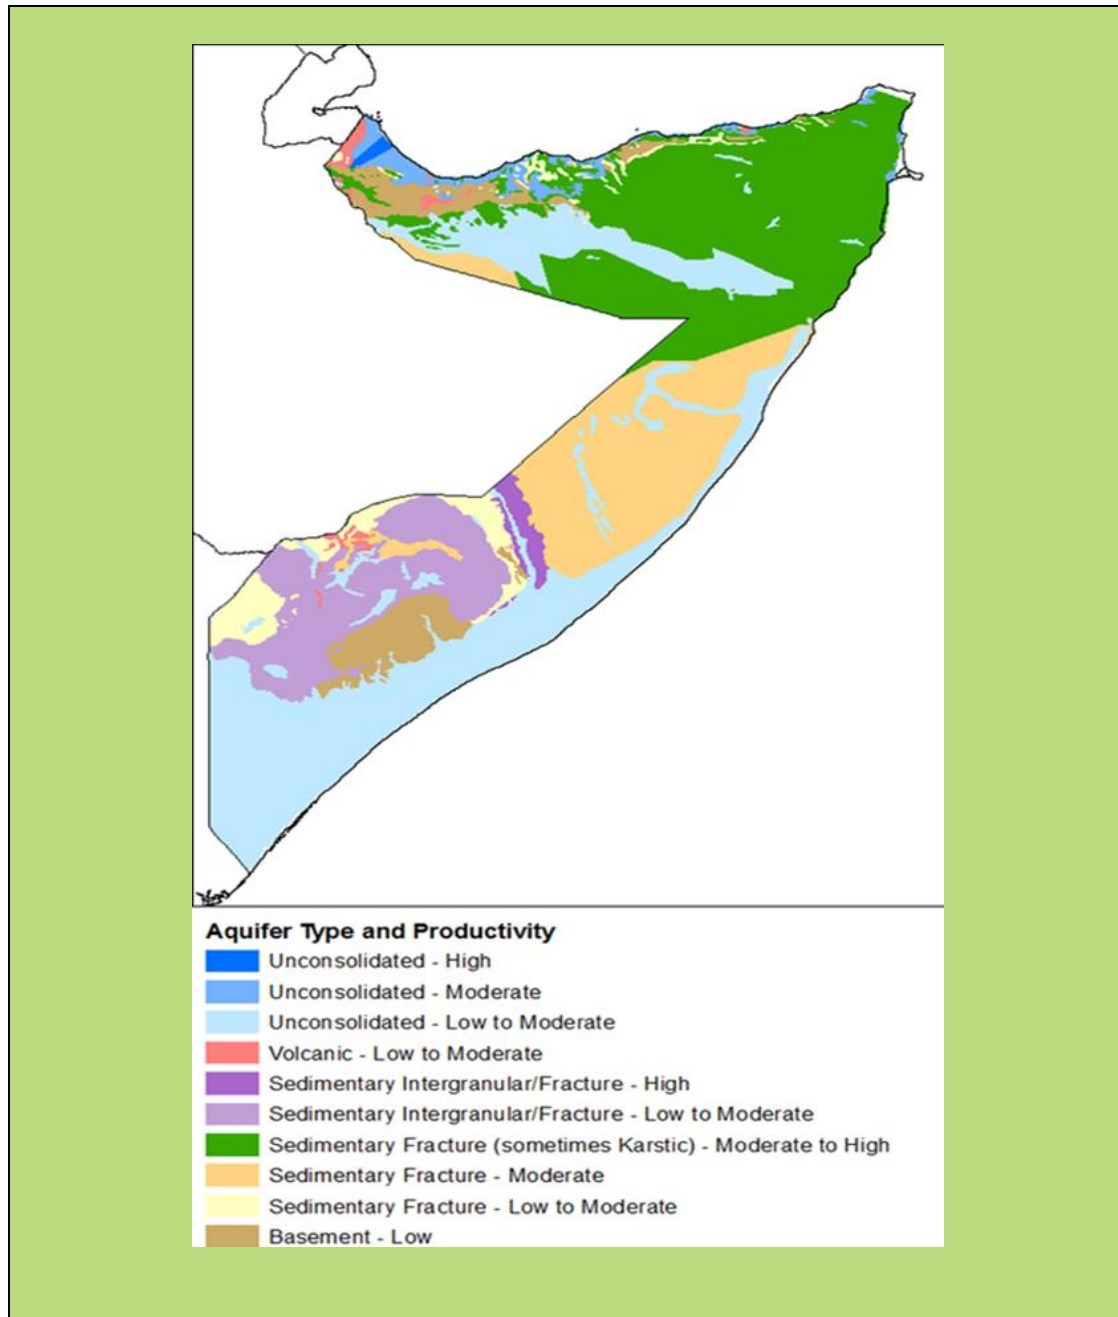 Aquifer Type and Productivity
Unconsolidated - High
Unconsolidated - Moderate
Unconsolidated - Low to Moderate
Volcanic - Low to Moderate
Sedimentary Intergranular/Fracture - High
Sedimentary Intergranular/Fracture - Low to Moderate
Sedimentary Fracture (sometimes Karstic) - Moderate to High
Sedimentary Fracture - Moderate
Sedimentary Fracture - Low to Moderate
Basement - Low